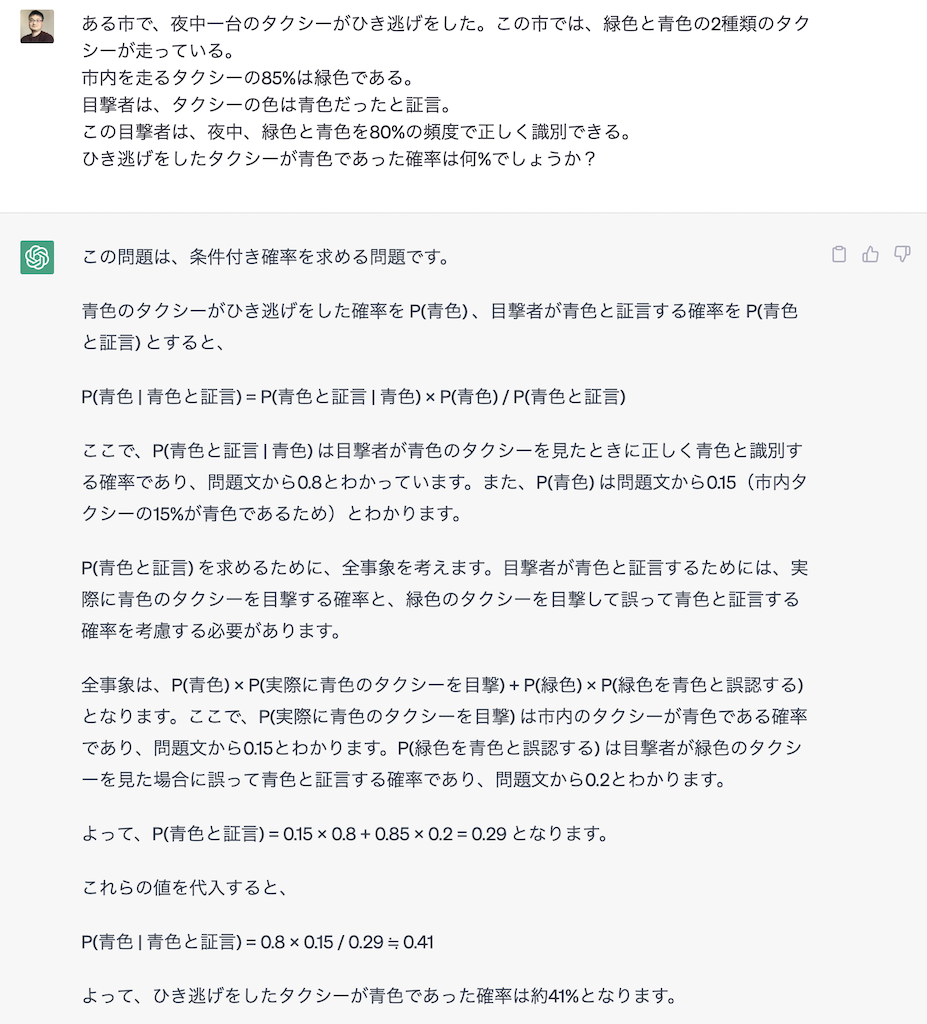 ある市で、夜中一台のタクシーがひき逃げをした。この市では、緑色と青色の2種類のタク
シーが走っている。
市内を走るタクシーの85%は緑色である。
目撃者は、タクシーの色は青色だったと証言。
この目撃者は、夜中、緑色と青色を80%の頻度で正しく識別できる。
ひき逃げをしたタクシーが青色であった確率は何%でしょうか？
この問題は、条件付き確率を求める問題です。
青色のタクシーがひき逃げをした確率を P(青色) 、目撃者が青色と証言する確率を P(青色
と証言) とすると、
P(青色 | 青色と証言) = P(青色と証言 | 青色) × P(青色) / P(青色と証言)
ここで、P(青色と証言 | 青色) は目撃者が青色のタクシーを見たときに正しく青色と識別す
る確率であり、問題文から0.8とわかっています。また、P(青色) は問題文から0.15（市内タ
クシーの15%が青色であるため）とわかります。
P(青色と証言) を求めるために、全事象を考えます。目撃者が青色と証言するためには、実
際に青色のタクシーを目撃する確率と、緑色のタクシーを目撃して誤って青色と証言する
確率を考慮する必要があります。
全事象は、P(青色) × P(実際に青色のタクシーを目撃) + P(緑色) × P(緑色を青色と誤認する)
となります。ここで、P(実際に青色のタクシーを目撃) は市内のタクシーが青色である確率
であり、問題文から0.15とわかります。P(緑色を青色と誤認する) は目撃者が緑色のタクシ
ーを見た場合に誤って青色と証言する確率であり、問題文から0.2とわかります。
よって、P(青色と証言) = 0.15 × 0.8 + 0.85 × 0.2 = 0.29 となります。
これらの値を代入すると、
P(青色 | 青色と証言) = 0.8 × 0.15 / 0.29 ≒ 0.41
よって、ひき逃げをしたタクシーが青色であった確率は約41%となります。